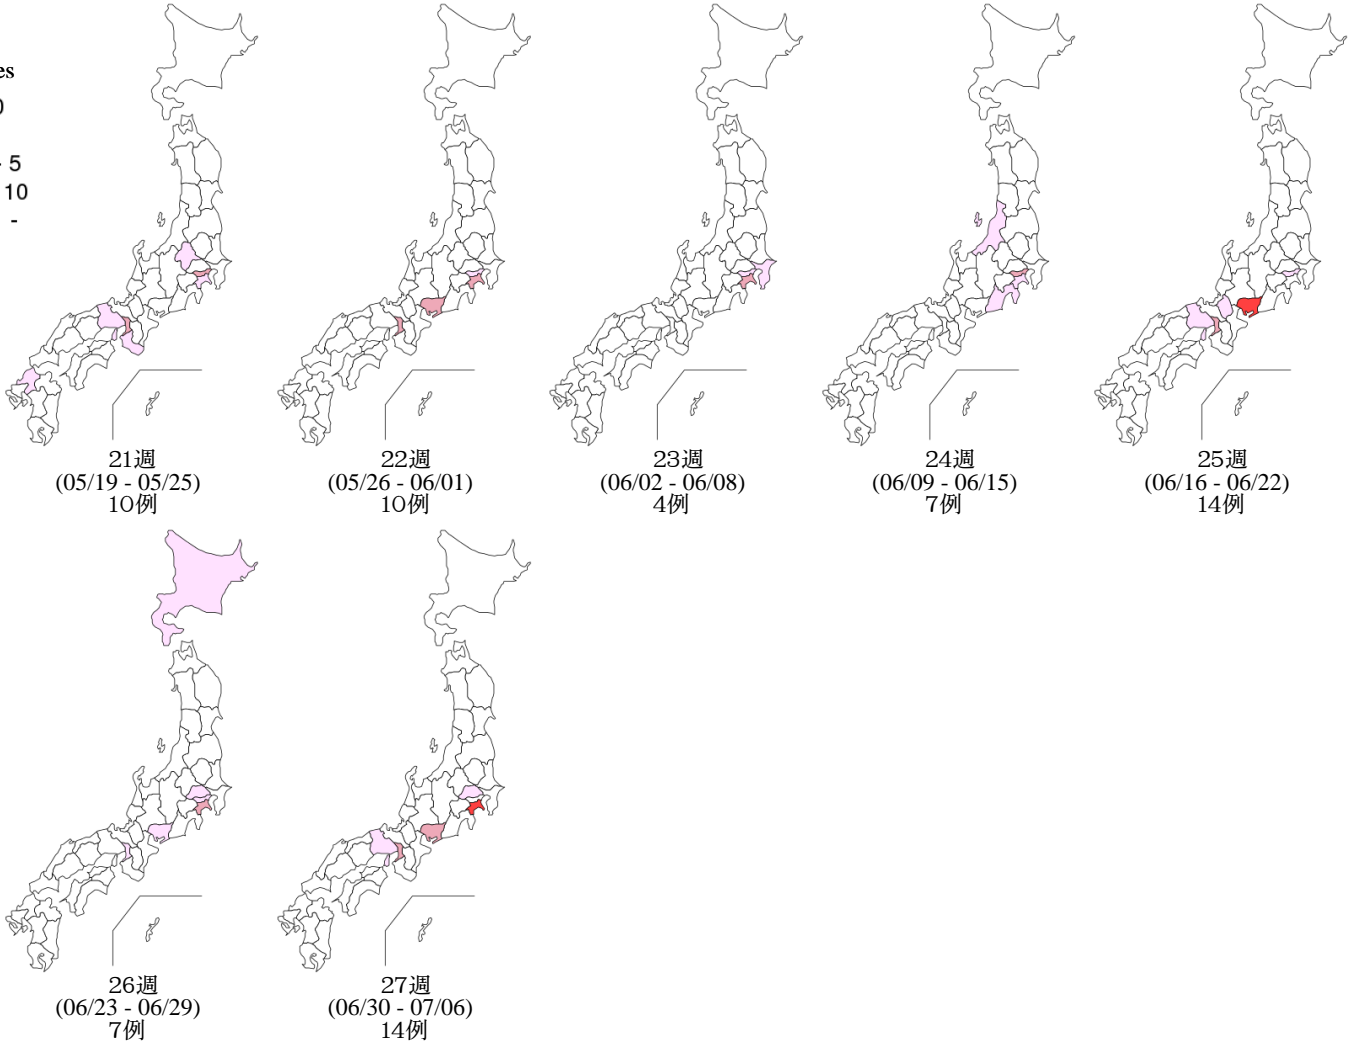 es
0
- 5
10
-
21週
(05/19 - 05/25)
10例
22週
(05/26 - 06/01)
10例
23週
(06/02 - 06/08)
4例
24週
(06/09 - 06/15)
7例
25週
(06/16 - 06/22)
14例
26週
(06/23 - 06/29)
7例
27週
(06/30 - 07/06)
14例